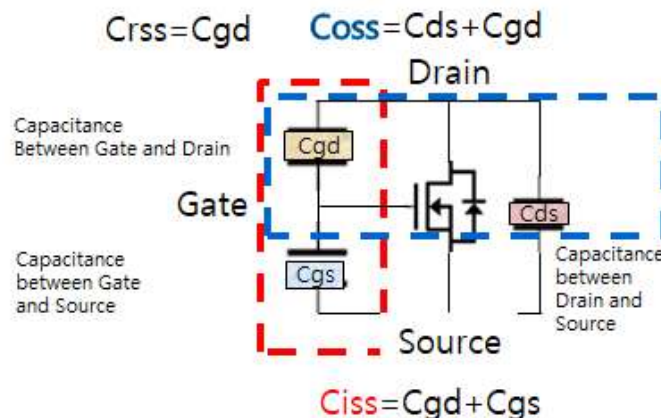 Crss=Cgd
Coss=Cds+Cgd
Drain
Capacitance
Between Gate and Drain
Cgd
Gate
Cds
Capacitance
between Gate
and Source
Cgs
Capacitance
between
Drain and
Source
Source
Ciss=Cgd+Cgs